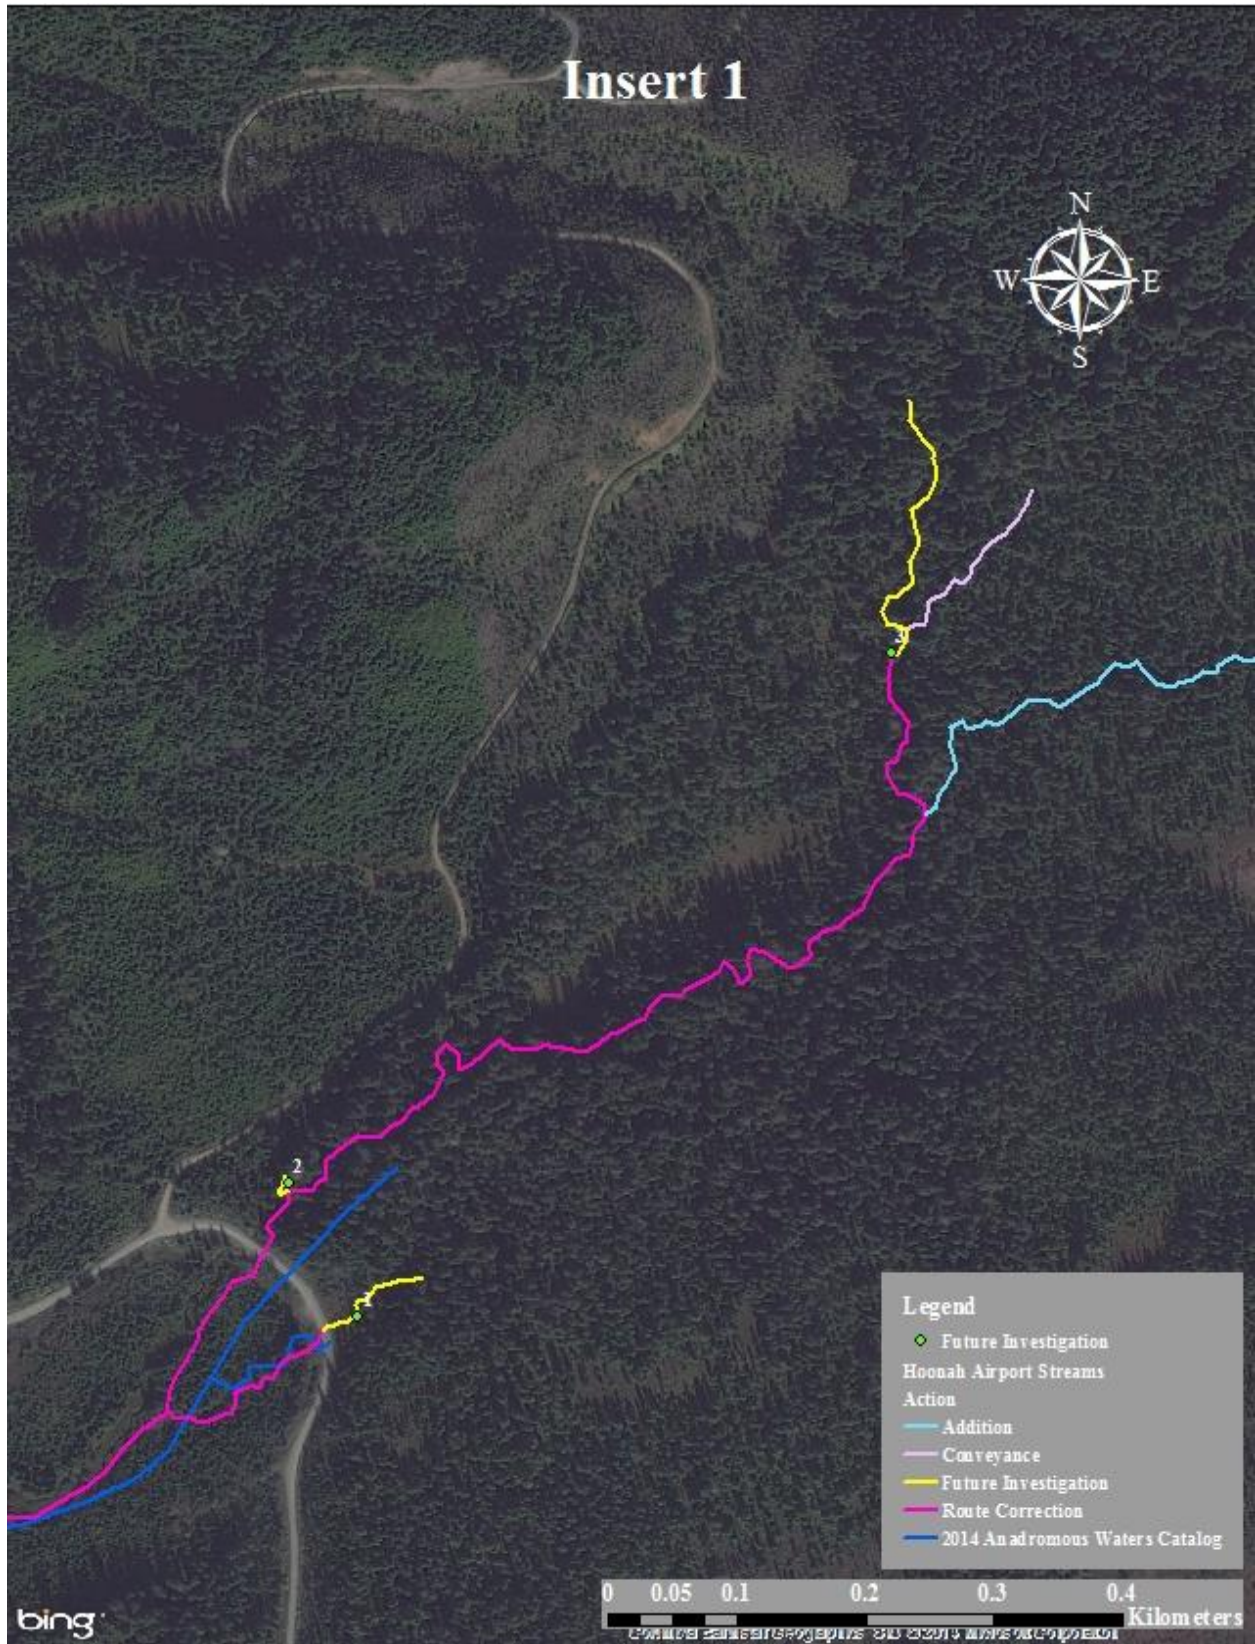 Insert 1
N
W E
S
3
2
1
Legend
Future Investigation
Hoonah Airport Streams
Action
Addition
Conveyance
Future Investigation
Route Correction
2014 Anadromous Waters Catalog
0 0.05 0.1 0.2 0.3 0.4
Kilometers
bing